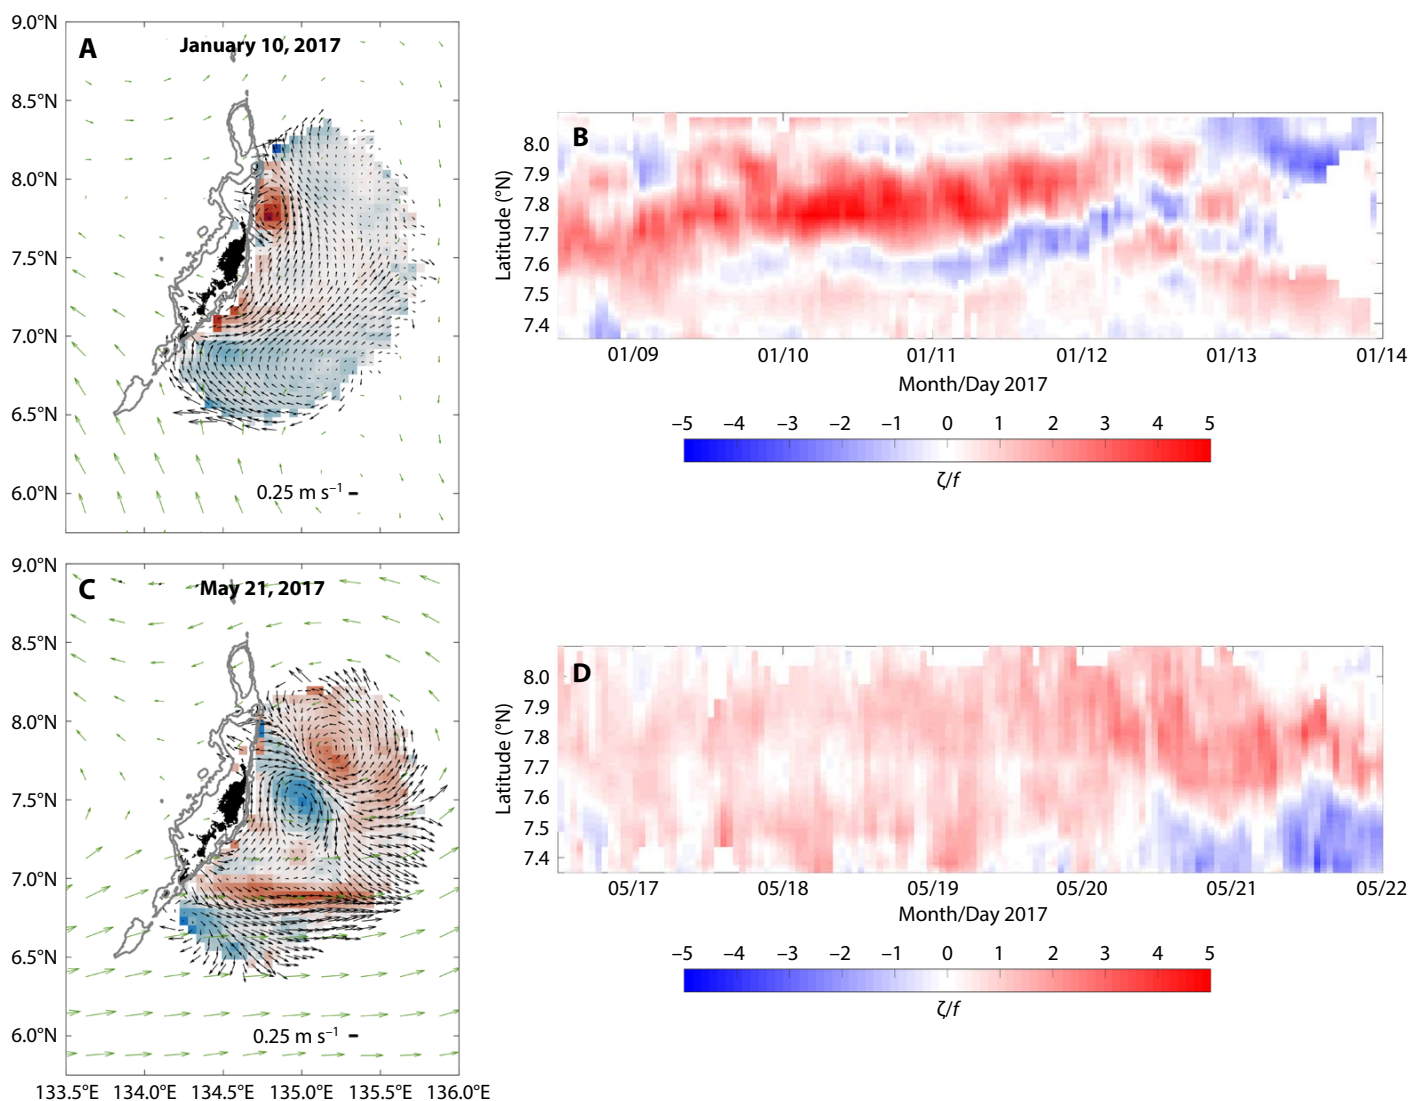 A
January 10, 2017
9.0°N
8.5°N
8.0°N
7.5°N
7.0°N
6.5°N
6.0°N
0.25 m s⁻¹
B
Latitude (°N)
8.0
7.9
7.8
7.7
7.6
7.5
7.4
01/09 01/10 01/11 01/12 01/13 01/14
Month/Day 2017
−5 −4 −3 −2 −1 0 1 2 3 4 5
ζ/f
C
May 21, 2017
9.0°N
8.5°N
8.0°N
7.5°N
7.0°N
6.5°N
6.0°N
0.25 m s⁻¹
133.5°E 134.0°E 134.5°E 135.0°E 135.5°E 136.0°E
D
Latitude (°N)
8.0
7.9
7.8
7.7
7.6
7.5
7.4
05/17 05/18 05/19 05/20 05/21 05/22
Month/Day 2017
−5 −4 −3 −2 −1 0 1 2 3 4 5
ζ/f